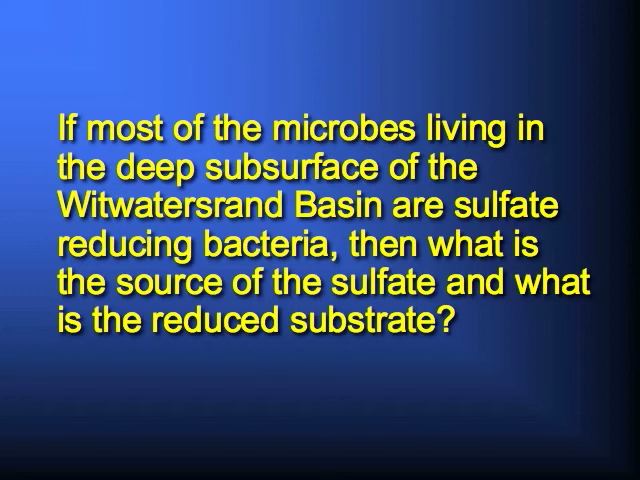 If most of the microbes living in
the deep subsurface of the
Witwatersrand Basin are sulfate
reducing bacteria, then what is
the source of the sulfate and what
is the reduced substrate?